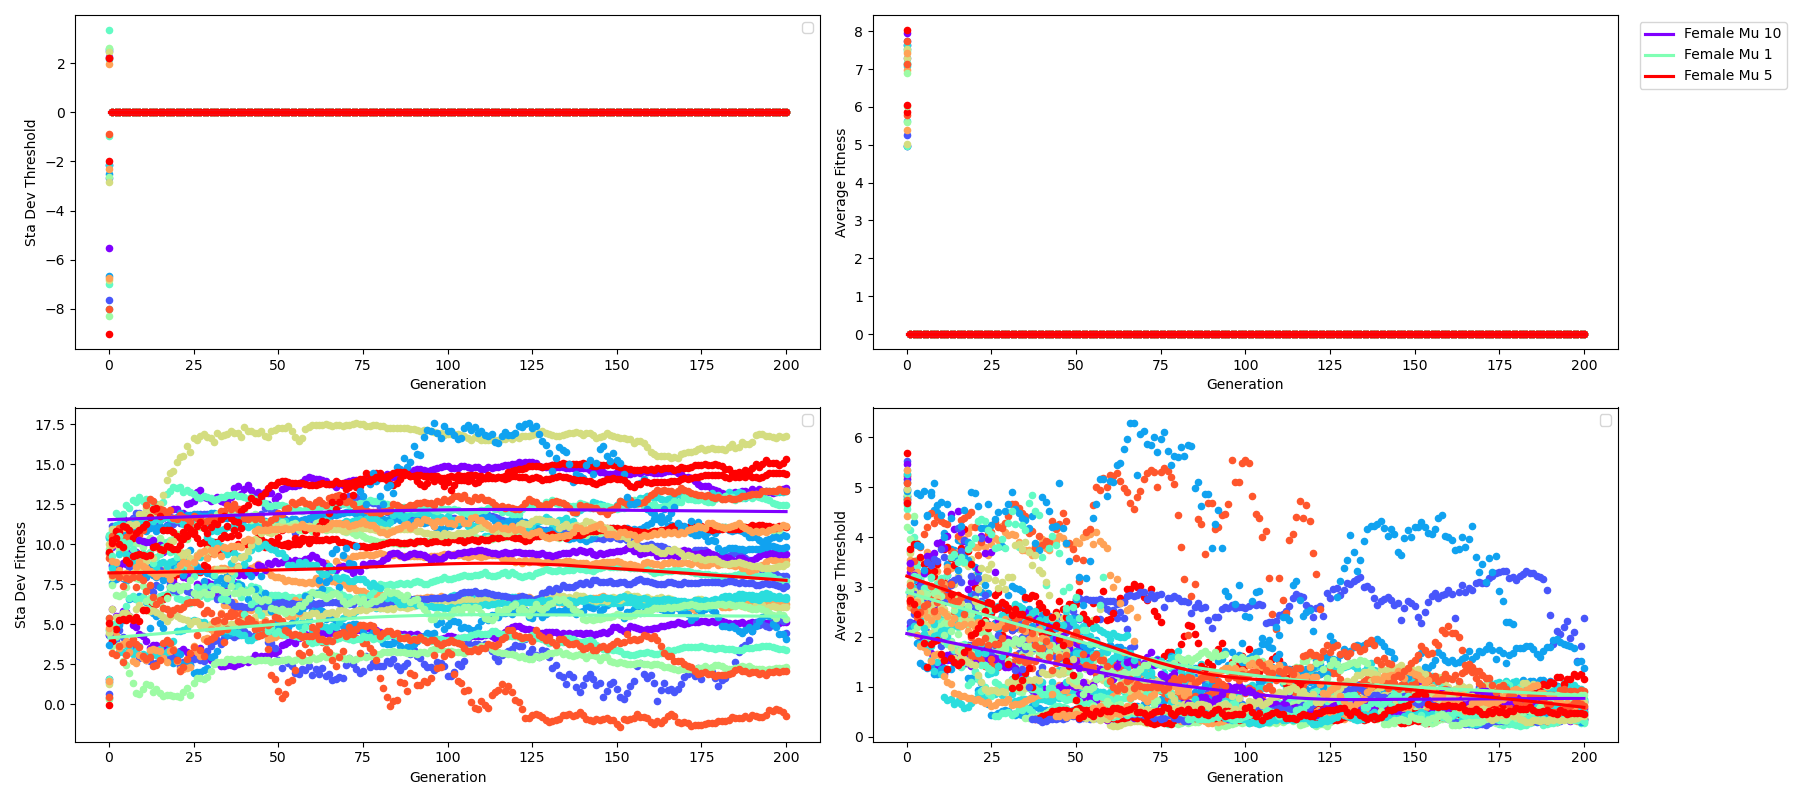 Sta Dev Threshold
2
0
−2
−4
−6
−8
0 25 50 75 100 125 150 175 200
Generation
Average Fitness
8
7
6
5
4
3
2
1
0
0 25 50 75 100 125 150 175 200
Generation
Female Mu 10
Female Mu 1
Female Mu 5
Sta Dev Fitness
17.5
15.0
12.5
10.0
7.5
5.0
2.5
0.0
0 25 50 75 100 125 150 175 200
Generation
Average Threshold
6
5
4
3
2
1
0
0 25 50 75 100 125 150 175 200
Generation